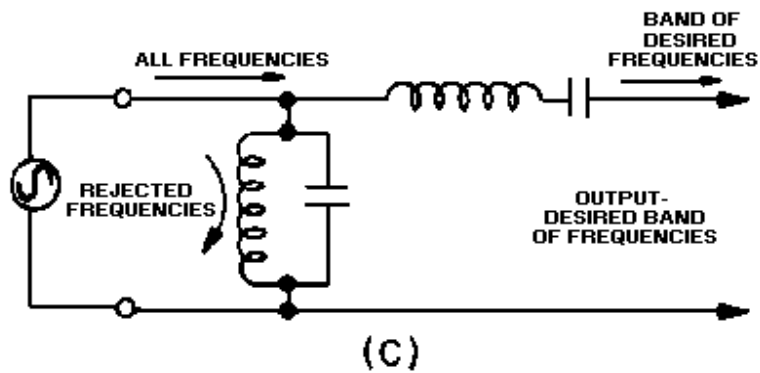 BAND OF
DESIRED
FREQUENCIES
ALL FREQUENCIES
REJECTED
FREQUENCIES
OUTPUT-
DESIRED BAND
OF FREQUENCIES
(C)